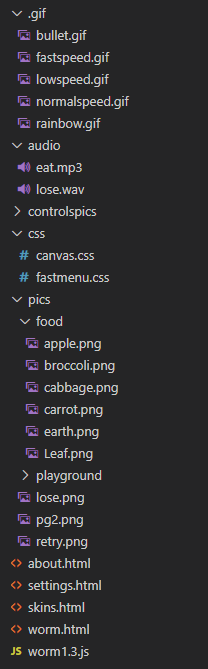 .gif
bullet.gif
fastspeed.gif
lowspeed.gif
normalspeed.gif
rainbow.gif
audio
eat.mp3
lose.wav
controlspics
css
# canvas.css
# fastmenu.css
pics
food
apple.png
broccoli.png
cabbage.png
carrot.png
earth.png
Leaf.png
playground
lose.png
pg2.png
retry.png
<> about.html
<> settings.html
<> skins.html
<> worm.html
JS worm1.3.js